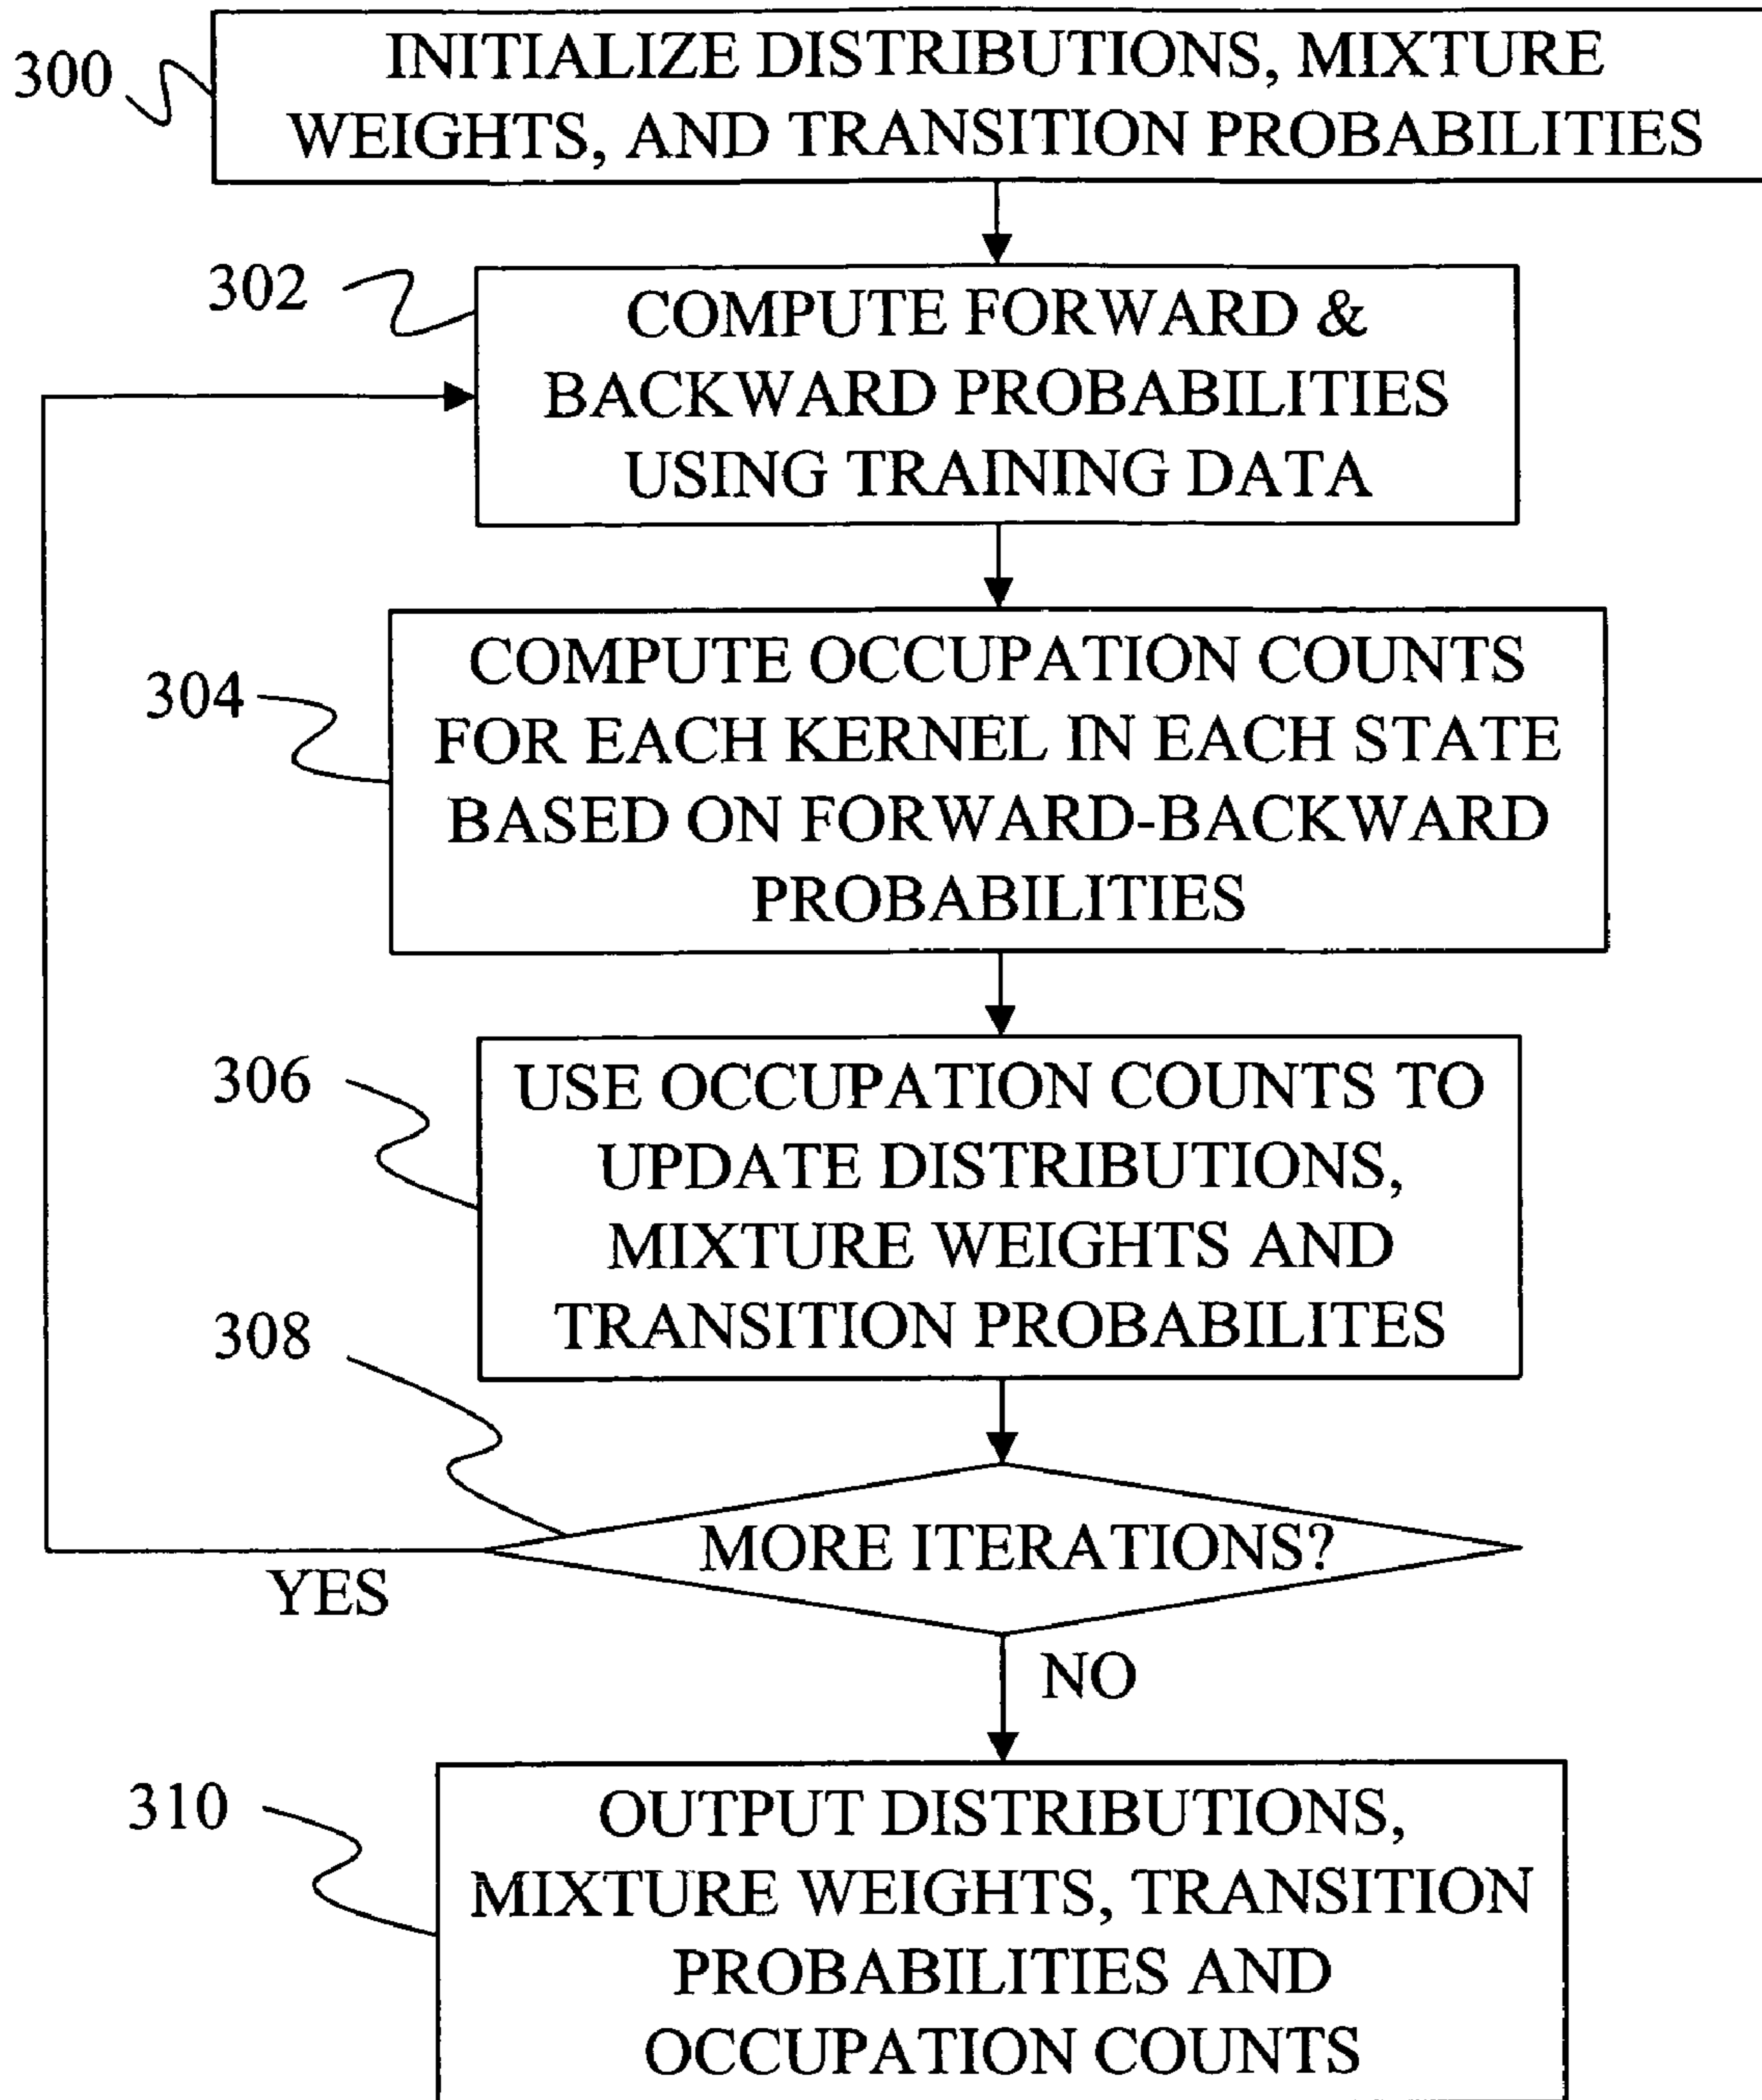 300
INITIALIZE DISTRIBUTIONS, MIXTURE
WEIGHTS, AND TRANSITION PROBABILITIES
302
COMPUTE FORWARD &
BACKWARD PROBABILITIES
USING TRAINING DATA
304
COMPUTE OCCUPATION COUNTS
FOR EACH KERNEL IN EACH STATE
BASED ON FORWARD-BACKWARD
PROBABILITIES
306
USE OCCUPATION COUNTS TO
UPDATE DISTRIBUTIONS,
MIXTURE WEIGHTS AND
TRANSITION PROBABILITES
308
MORE ITERATIONS?
YES
NO
310
OUTPUT DISTRIBUTIONS,
MIXTURE WEIGHTS, TRANSITION
PROBABILITIES AND
OCCUPATION COUNTS